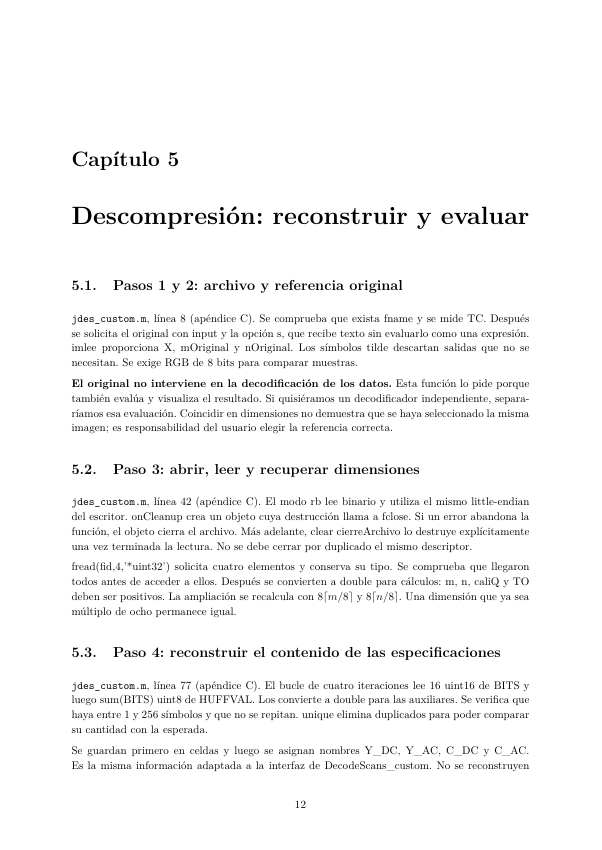 Capítulo 5
Descompresión: reconstruir y evaluar
5.1. Pasos 1 y 2: archivo y referencia original
jdes_custom.m, línea 8 (apéndice C). Se comprueba que exista fname y se mide TC. Después
se solicita el original con input y la opción s, que recibe texto sin evaluarlo como una expresión.
imlee proporciona X, mOriginal y nOriginal. Los símbolos tilde descartan salidas que no se
necesitan. Se exige RGB de 8 bits para comparar muestras.
El original no interviene en la decodificación de los datos. Esta función lo pide porque
también evalúa y visualiza el resultado. Si quisiéramos un decodificador independiente, separa-
ríamos esa evaluación. Coincidir en dimensiones no demuestra que se haya seleccionado la misma
imagen; es responsabilidad del usuario elegir la referencia correcta.
5.2. Paso 3: abrir, leer y recuperar dimensiones
jdes_custom.m, línea 42 (apéndice C). El modo rb lee binario y utiliza el mismo little-endian
del escritor. onCleanup crea un objeto cuya destrucción llama a fclose. Si un error abandona la
función, el objeto cierra el archivo. Más adelante, clear cierreArchivo lo destruye explícitamente
una vez terminada la lectura. No se debe cerrar por duplicado el mismo descriptor.
fread(fid,4,'*uint32') solicita cuatro elementos y conserva su tipo. Se comprueba que llegaron
todos antes de acceder a ellos. Después se convierten a double para cálculos: m, n, caliQ y TO
deben ser positivos. La ampliación se recalcula con 8⌈m/8⌉ y 8⌈n/8⌉. Una dimensión que ya sea
múltiplo de ocho permanece igual.
5.3. Paso 4: reconstruir el contenido de las especificaciones
jdes_custom.m, línea 77 (apéndice C). El bucle de cuatro iteraciones lee 16 uint16 de BITS y
luego sum(BITS) uint8 de HUFFVAL. Los convierte a double para las auxiliares. Se verifica que
haya entre 1 y 256 símbolos y que no se repitan. unique elimina duplicados para poder comparar
su cantidad con la esperada.
Se guardan primero en celdas y luego se asignan nombres Y_DC, Y_AC, C_DC y C_AC.
Es la misma información adaptada a la interfaz de DecodeScans_custom. No se reconstruyen
12